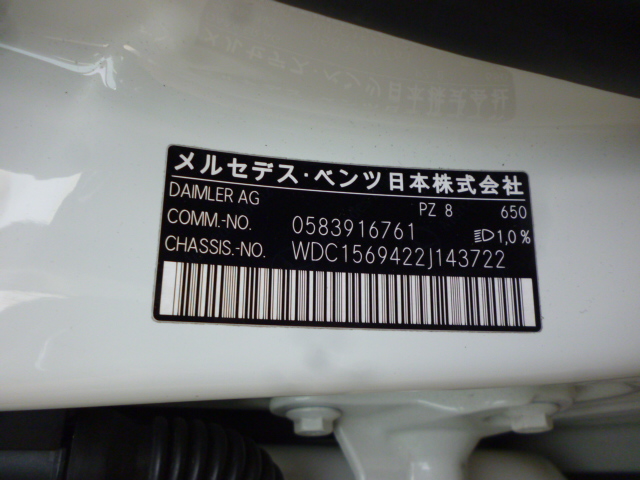 メルセデス・ベンツ日本株式会社
DAIMLER AG PZ 8 650
COMM.-NO. 0583916761 1,0%
CHASSIS.-NO. WDC1569422J143722